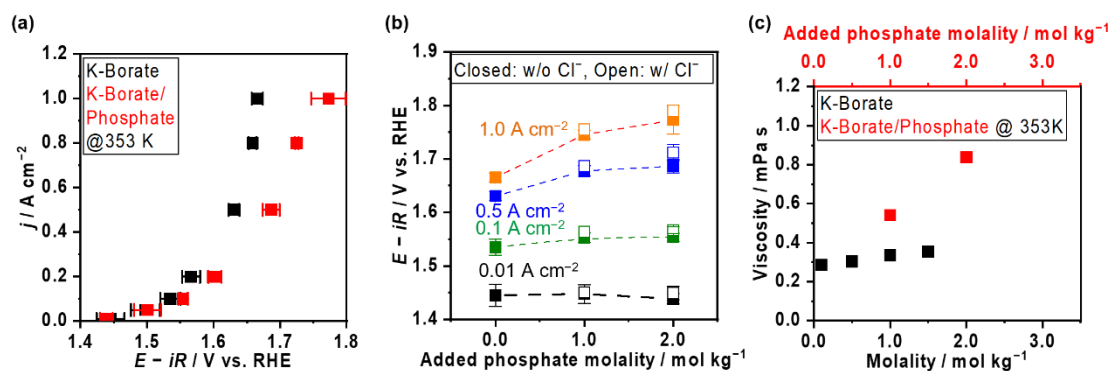 (a)
1.2
1.0
0.8
0.6
0.4
0.2
0.0
j / A cm⁻²
K-Borate
K-Borate/
Phosphate
@353 K
1.4 1.5 1.6 1.7 1.8
E − iR / V vs. RHE
(b)
1.9
1.8
1.7
1.6
1.5
1.4
E − iR / V vs. RHE
Closed: w/o Cl⁻, Open: w/ Cl⁻
1.0 A cm⁻²
0.5 A cm⁻²
0.1 A cm⁻²
0.01 A cm⁻²
0.0 1.0 2.0
Added phosphate molality / mol kg⁻¹
(c)
Added phosphate molality / mol kg⁻¹
0.0 1.0 2.0 3.0
1.2
1.0
0.8
0.6
0.4
0.2
0.0
Viscosity / mPa s
K-Borate
K-Borate/Phosphate @ 353K
0.0 1.0 2.0 3.0
Molality / mol kg⁻¹